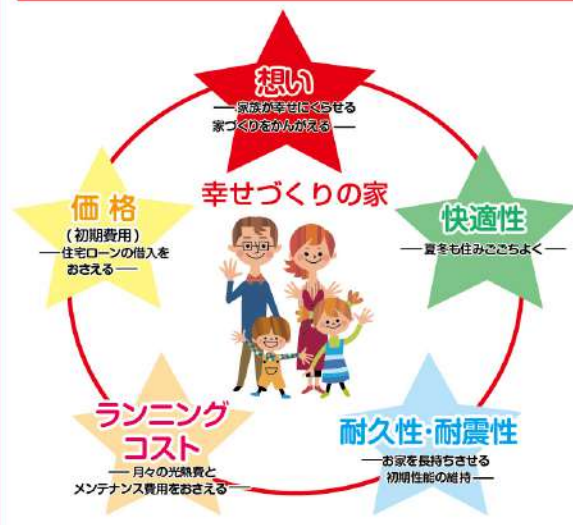 想い
― 家族が幸せにくらせる
家づくりをかんがえる ―
幸せづくりの家
価格
(初期費用)
― 住宅ローンの借入を
おさえる ―
快適性
― 夏冬も住みごこちよく ―
ランニング
コスト
― 月々の光熱費と
メンテナンス費用をおさえる ―
耐久性・耐震性
― お家を長持ちさせる
初期性能の維持 ―